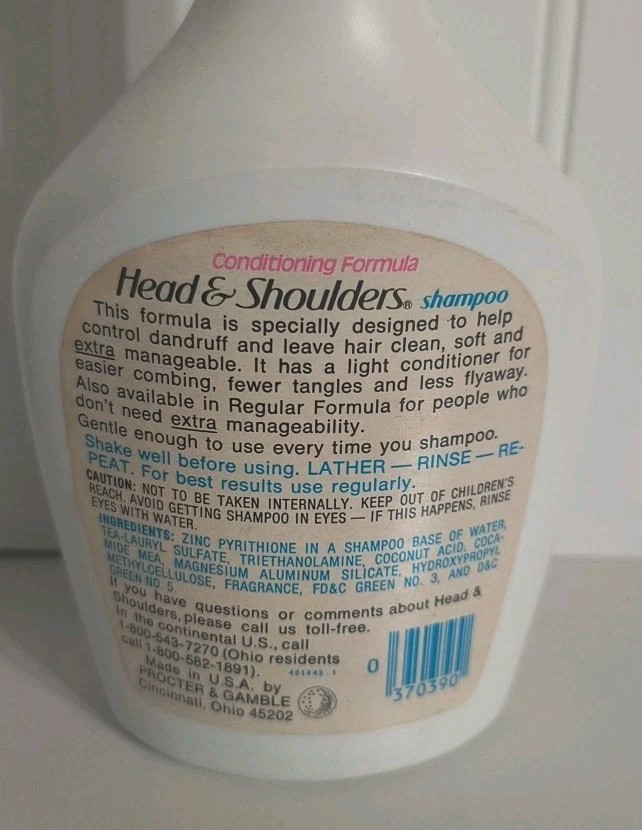 Conditioning Formula
Head & Shoulders® shampoo
This formula is specially designed to help
control dandruff and leave hair clean, soft and
extra manageable. It has a light conditioner for
easier combing, fewer tangles and less flyaway.
Also available in Regular Formula for people who
don't need extra manageability.
Gentle enough to use every time you shampoo.
Shake well before using. LATHER — RINSE — RE-
PEAT. For best results use regularly.
CAUTION: NOT TO BE TAKEN INTERNALLY. KEEP OUT OF CHILDREN'S
REACH. AVOID GETTING SHAMPOO IN EYES — IF THIS HAPPENS, RINSE
EYES WITH WATER.
INGREDIENTS: ZINC PYRITHIONE IN A SHAMPOO BASE OF WATER,
TEA-LAURYL SULFATE, TRIETHANOLAMINE, COCONUT ACID, COCA-
MIDE MEA, MAGNESIUM ALUMINUM SILICATE, HYDROXYPROPYL
METHYLCELLULOSE, FRAGRANCE, FD&C GREEN NO. 3, AND D&C
GREEN NO. 5.
If you have questions or comments about Head &
Shoulders, please call us toll-free.
In the continental U.S., call
1-800-543-7270 (Ohio residents
call 1-800-582-1891).
401443 1
Made in U.S.A. by
PROCTER & GAMBLE
Cincinnati, Ohio 45202
0
370390